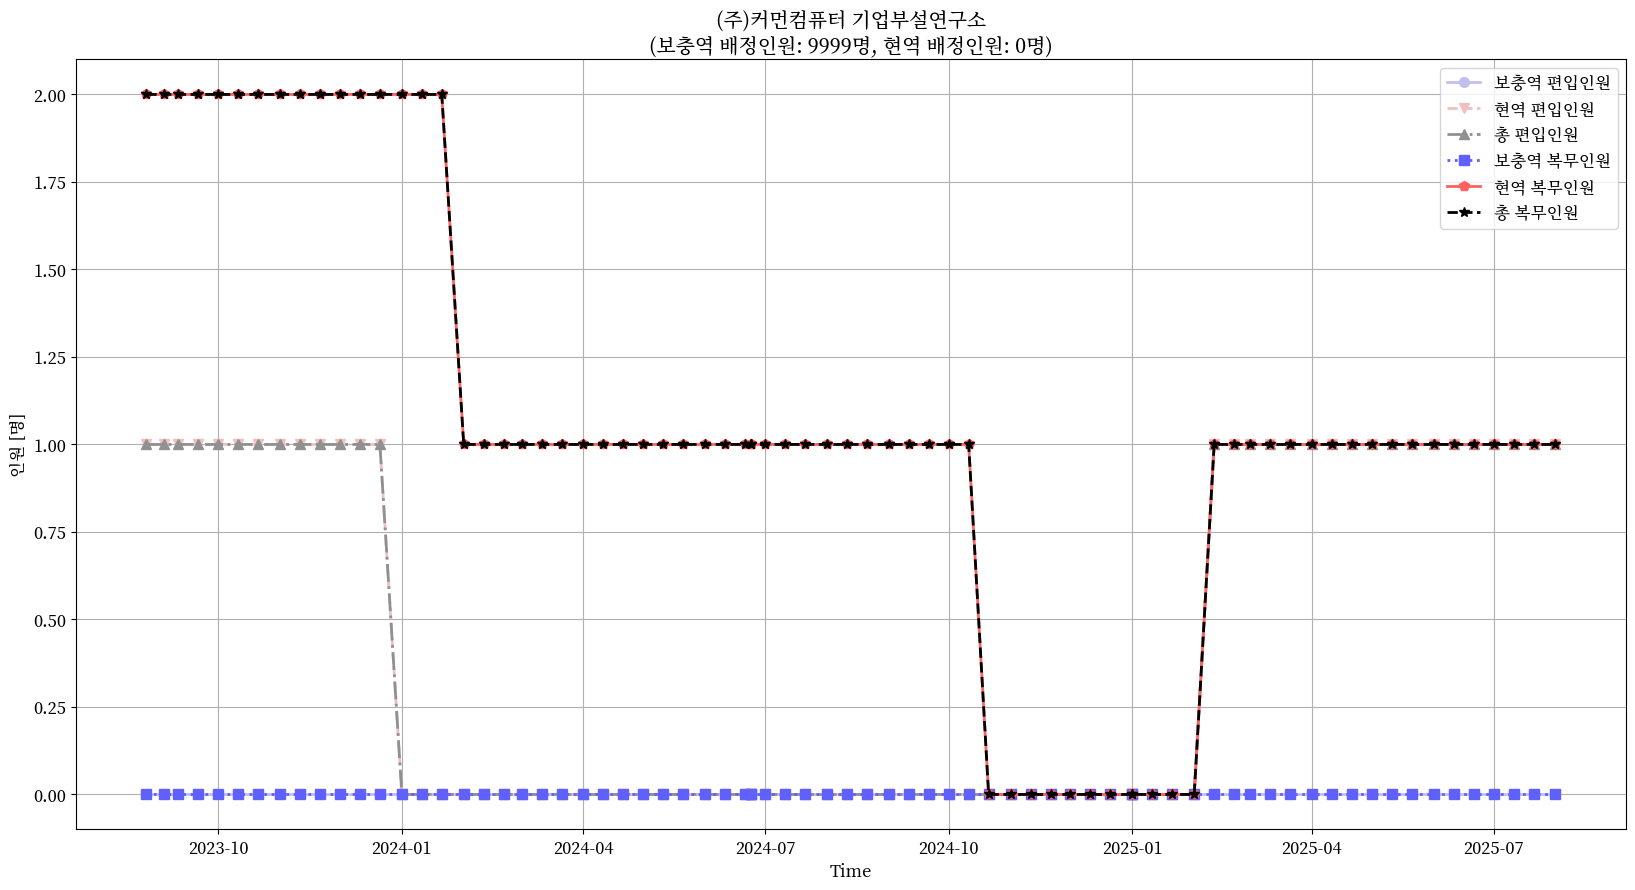 (주)커먼컴퓨터 기업부설연구소
(보충역 배정인원: 9999명, 현역 배정인원: 0명)
보충역 편입인원
현역 편입인원
총 편입인원
보충역 복무인원
현역 복무인원
총 복무인원
2.00
1.75
1.50
1.25
1.00
0.75
0.50
0.25
0.00
인원 [명]
2023-10 2024-01 2024-04 2024-07 2024-10 2025-01 2025-04 2025-07
Time